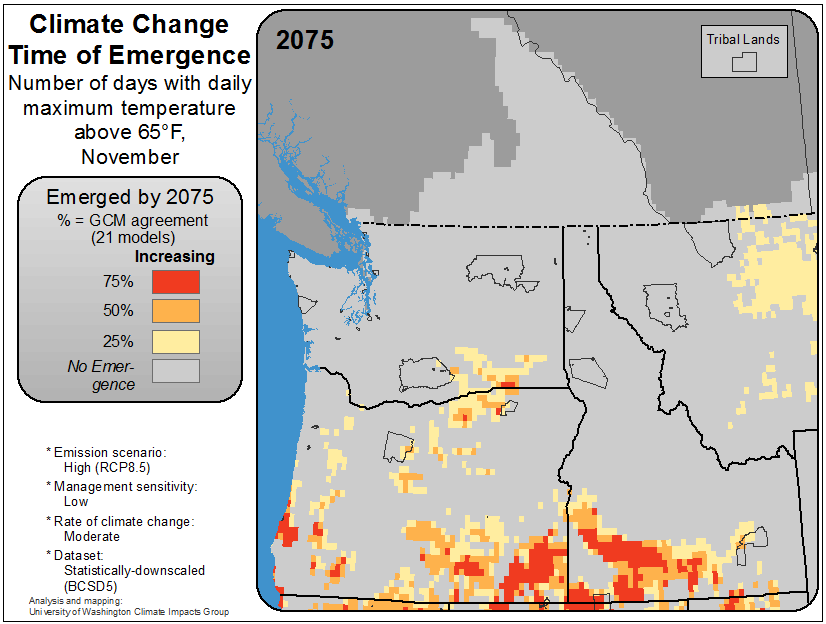 Climate Change
Time of Emergence
Number of days with daily
maximum temperature
above 65°F,
November
2075
Tribal Lands
Emerged by 2075
% = GCM agreement
(21 models)
Increasing
75%
50%
25%
No Emer-
gence
* Emission scenario:
High (RCP8.5)
* Management sensitivity:
Low
* Rate of climate change:
Moderate
* Dataset:
Statistically-downscaled
(BCSD5)
Analysis and mapping:
University of Washington Climate Impacts Group